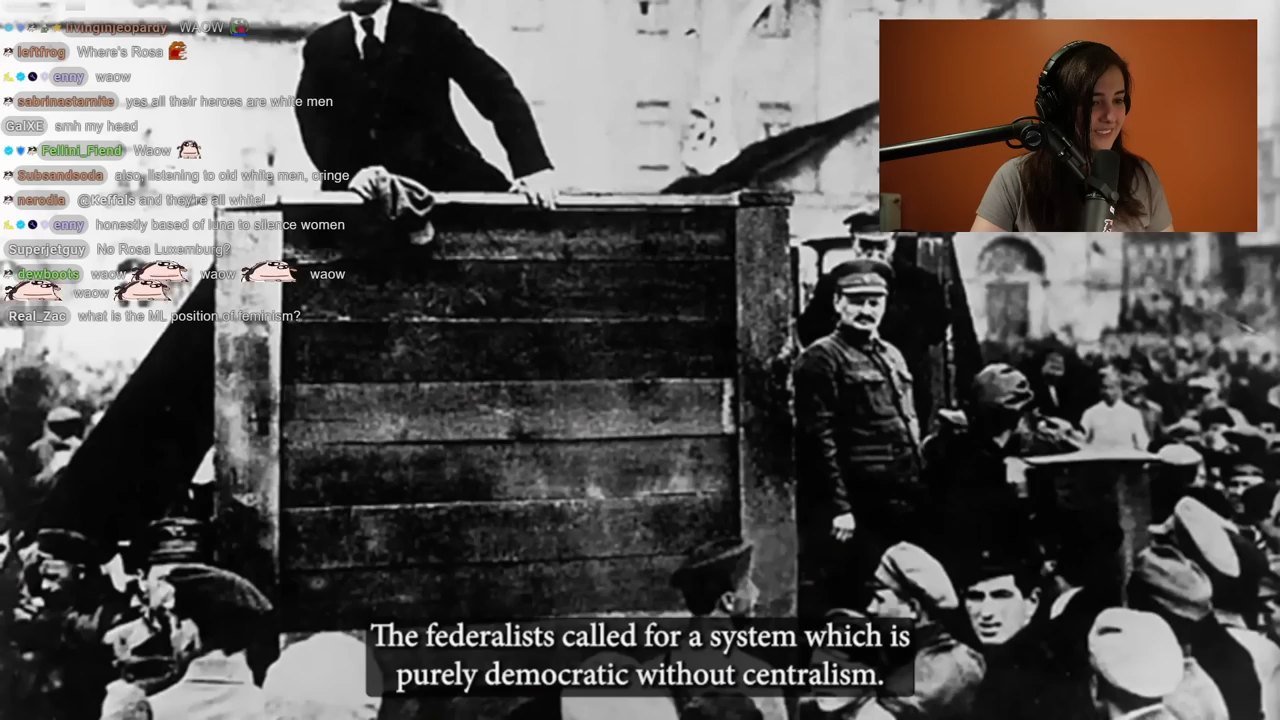 livinginjeopardy WAOW
leftfrog Where's Rosa
enny waow
sabrinastarnite yes all their heroes are white men
GalXE smh my head
Fellini_Fiend Waow
Subsandsoda also, listening to old white men, cringe
nerodia @Keffals and they're all white!
enny honestly based of luna to silence women
Superjetguy No Rosa Luxemburg?
dewboots waow waow waow
waow
Real_Zac what is the ML position of feminism?
The federalists called for a system which is
purely democratic without centralism.